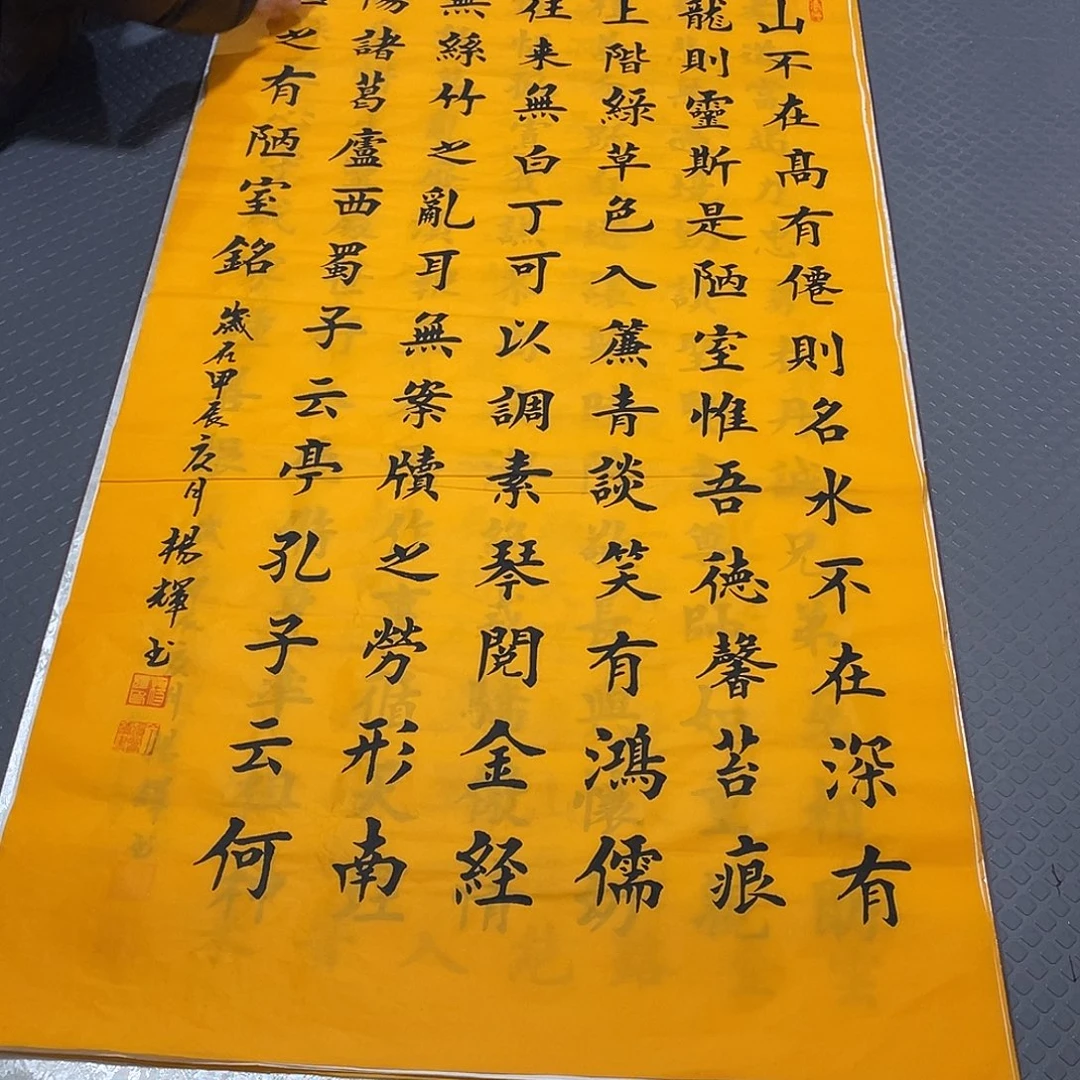 山不在髙有僊則名水不在深有
龍則靈斯是陋室惟吾德馨苔痕
上階綠草色入簾青談笑有鴻儒
往来無白丁可以調素琴閱金経
無絲竹之亂耳無案牘之勞形南
陽諸葛廬西蜀子云亭孔子云何
之有陋室銘
歲在甲辰夏月楊輝书